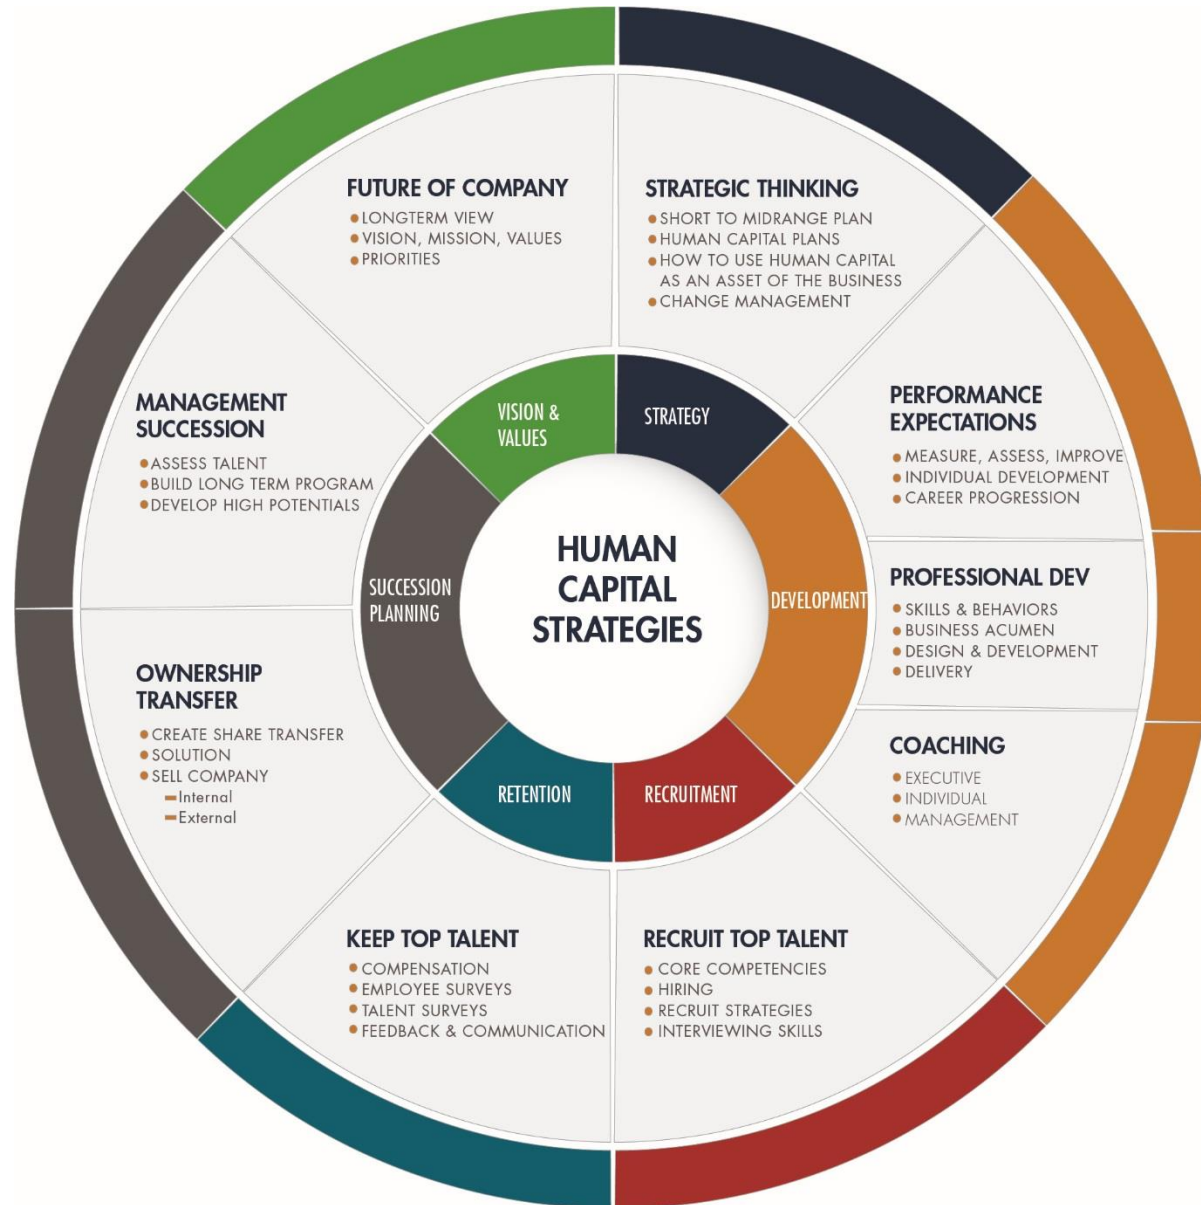 FUTURE OF COMPANY
LONGTERM VIEW
VISION, MISSION, VALUES
PRIORITIES
STRATEGIC THINKING
SHORT TO MIDRANGE PLAN
HUMAN CAPITAL PLANS
HOW TO USE HUMAN CAPITAL
AS AN ASSET OF THE BUSINESS
CHANGE MANAGEMENT
PERFORMANCE
EXPECTATIONS
MEASURE, ASSESS, IMPROVE
INDIVIDUAL DEVELOPMENT
CAREER PROGRESSION
PROFESSIONAL DEV
SKILLS & BEHAVIORS
BUSINESS ACUMEN
DESIGN & DEVELOPMENT
DELIVERY
COACHING
EXECUTIVE
INDIVIDUAL
MANAGEMENT
RECRUIT TOP TALENT
CORE COMPETENCIES
HIRING
RECRUIT STRATEGIES
INTERVIEWING SKILLS
KEEP TOP TALENT
COMPENSATION
EMPLOYEE SURVEYS
TALENT SURVEYS
FEEDBACK & COMMUNICATION
OWNERSHIP
TRANSFER
CREATE SHARE TRANSFER
SOLUTION
SELL COMPANY
Internal
External
MANAGEMENT
SUCCESSION
ASSESS TALENT
BUILD LONG TERM PROGRAM
DEVELOP HIGH POTENTIALS
VISION &
VALUES
STRATEGY
DEVELOPMENT
RECRUITMENT
RETENTION
SUCCESSION
PLANNING
HUMAN
CAPITAL
STRATEGIES